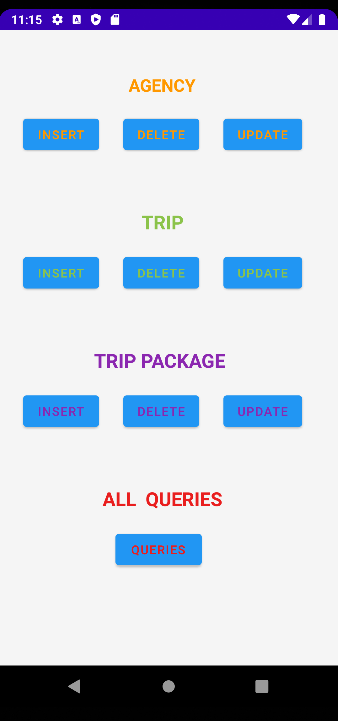 11:15
AGENCY
INSERT DELETE UPDATE
TRIP
INSERT DELETE UPDATE
TRIP PACKAGE
INSERT DELETE UPDATE
ALL QUERIES
QUERIES